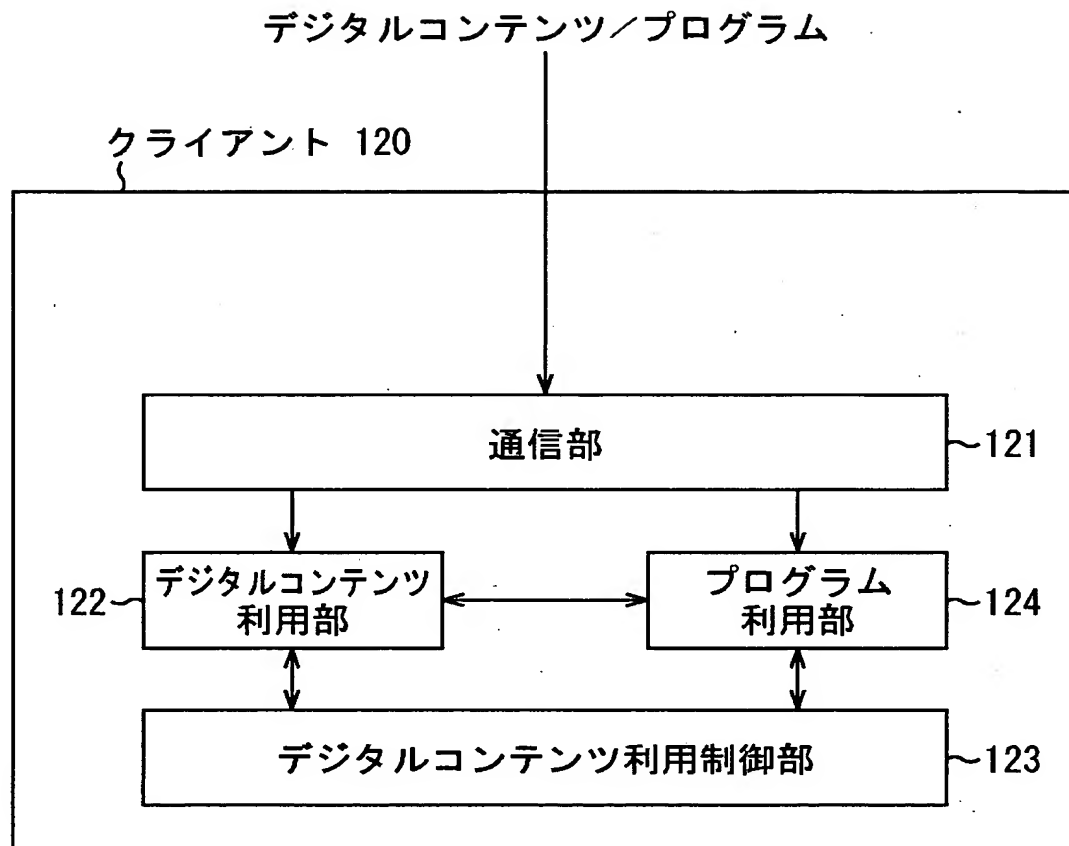 デジタルコンテンツ／プログラム
クライアント 120
通信部
121
デジタルコンテンツ
利用部
122
プログラム
利用部
124
デジタルコンテンツ利用制御部
123